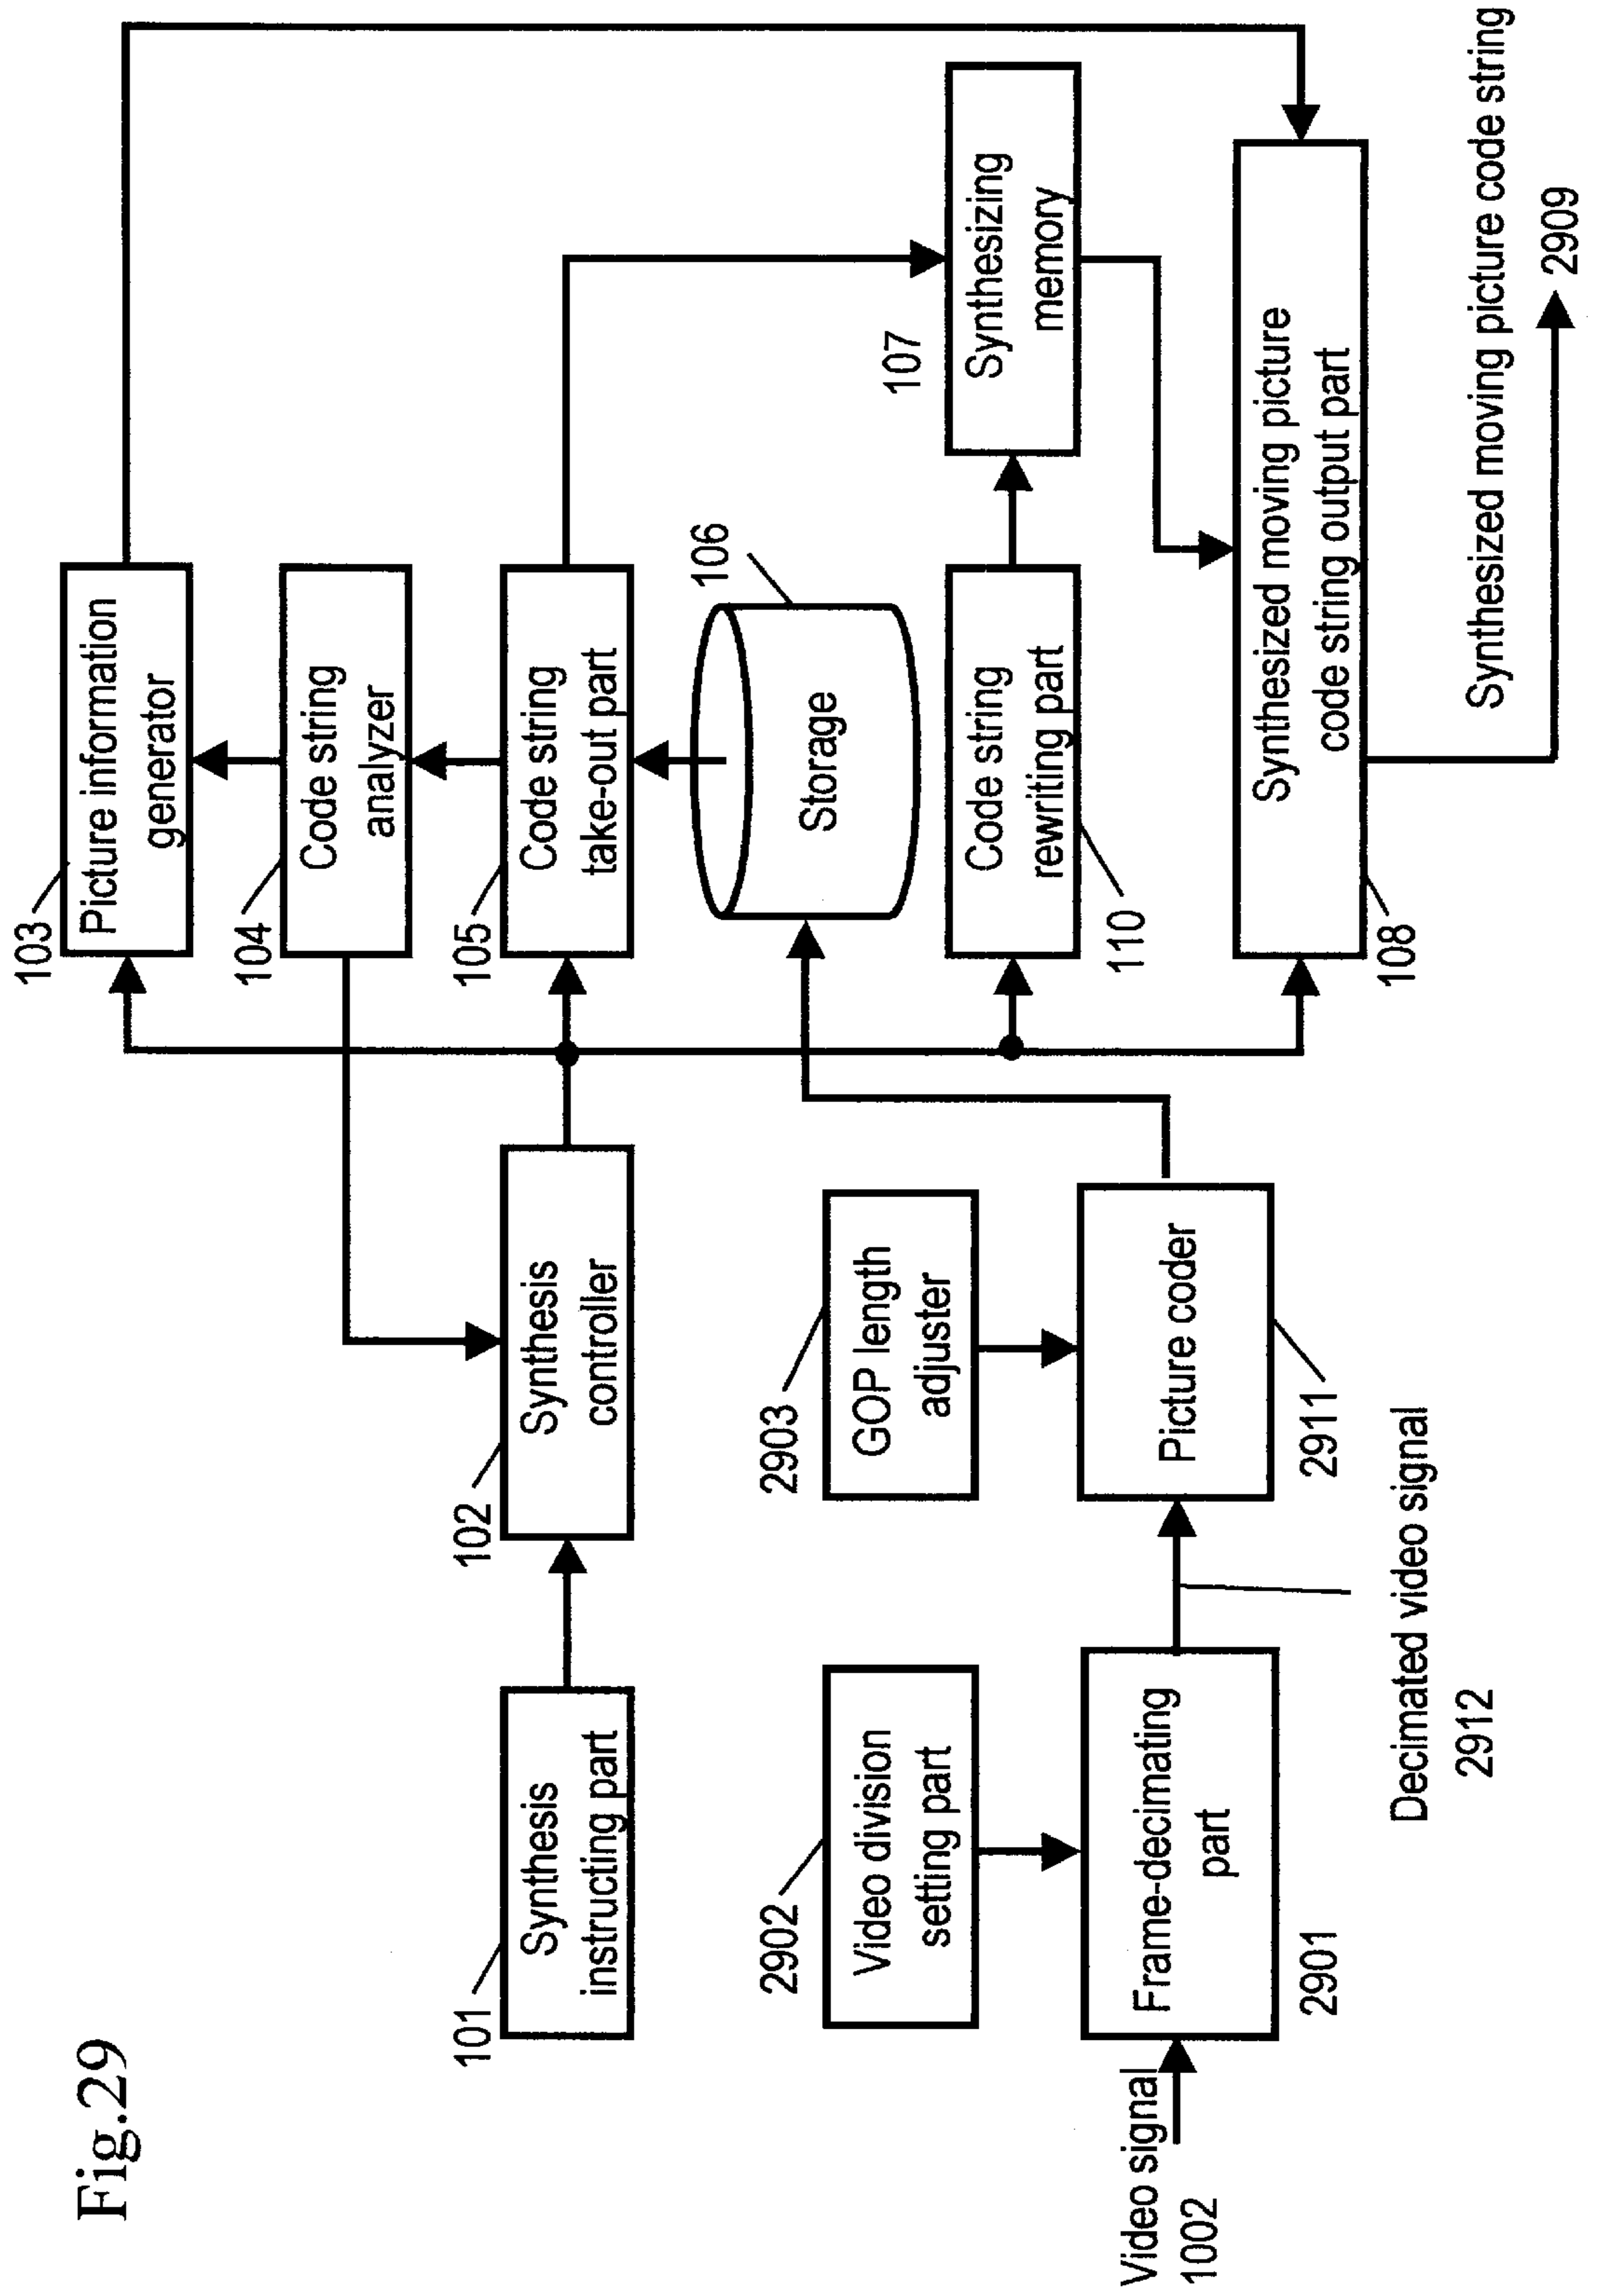 Fig.29
103
Picture information
generator
104
Code string
analyzer
101
Synthesis
instructing part
102
Synthesis
controller
105
Code string
take-out part
106
Storage
107
Synthesizing
memory
2902
Video division
setting part
2903
GOP length
adjuster
Code string
rewriting part
110
Video signal
1002
Frame-decimating
part
2901
Picture coder
2911
Synthesized moving picture
code string output part
108
Decimated video signal
2912
Synthesized moving picture code string
2909